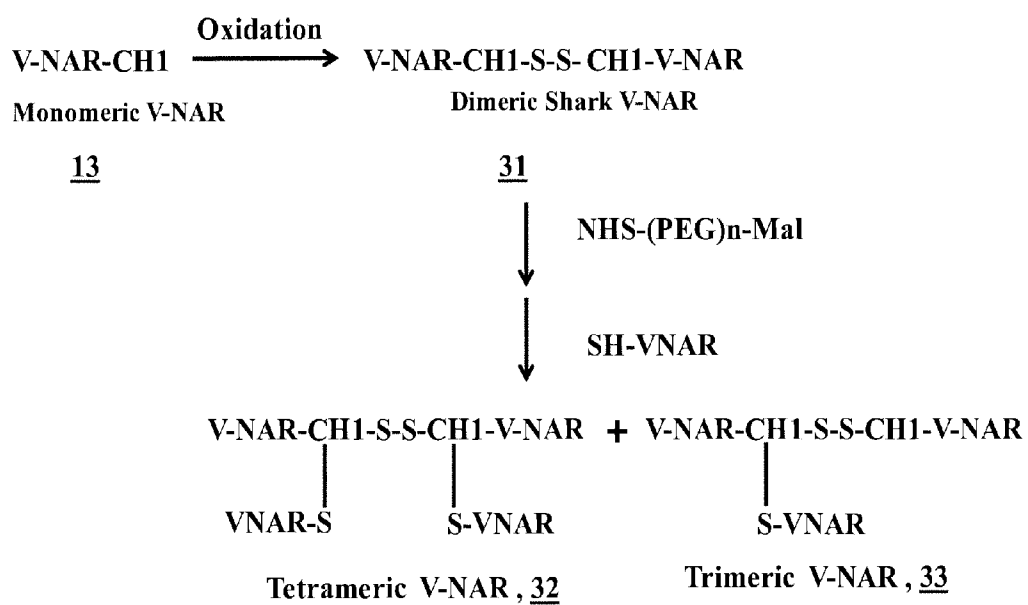 Oxidation
V-NAR-CH1
V-NAR-CH1-S-S- CH1-V-NAR
Monomeric V-NAR
Dimeric Shark V-NAR
13
31
NHS-(PEG)n-Mal
SH-VNAR
V-NAR-CH1-S-S-CH1-V-NAR + V-NAR-CH1-S-S-CH1-V-NAR
VNAR-S
S-VNAR
S-VNAR
Tetrameric V-NAR , 32
Trimeric V-NAR , 33